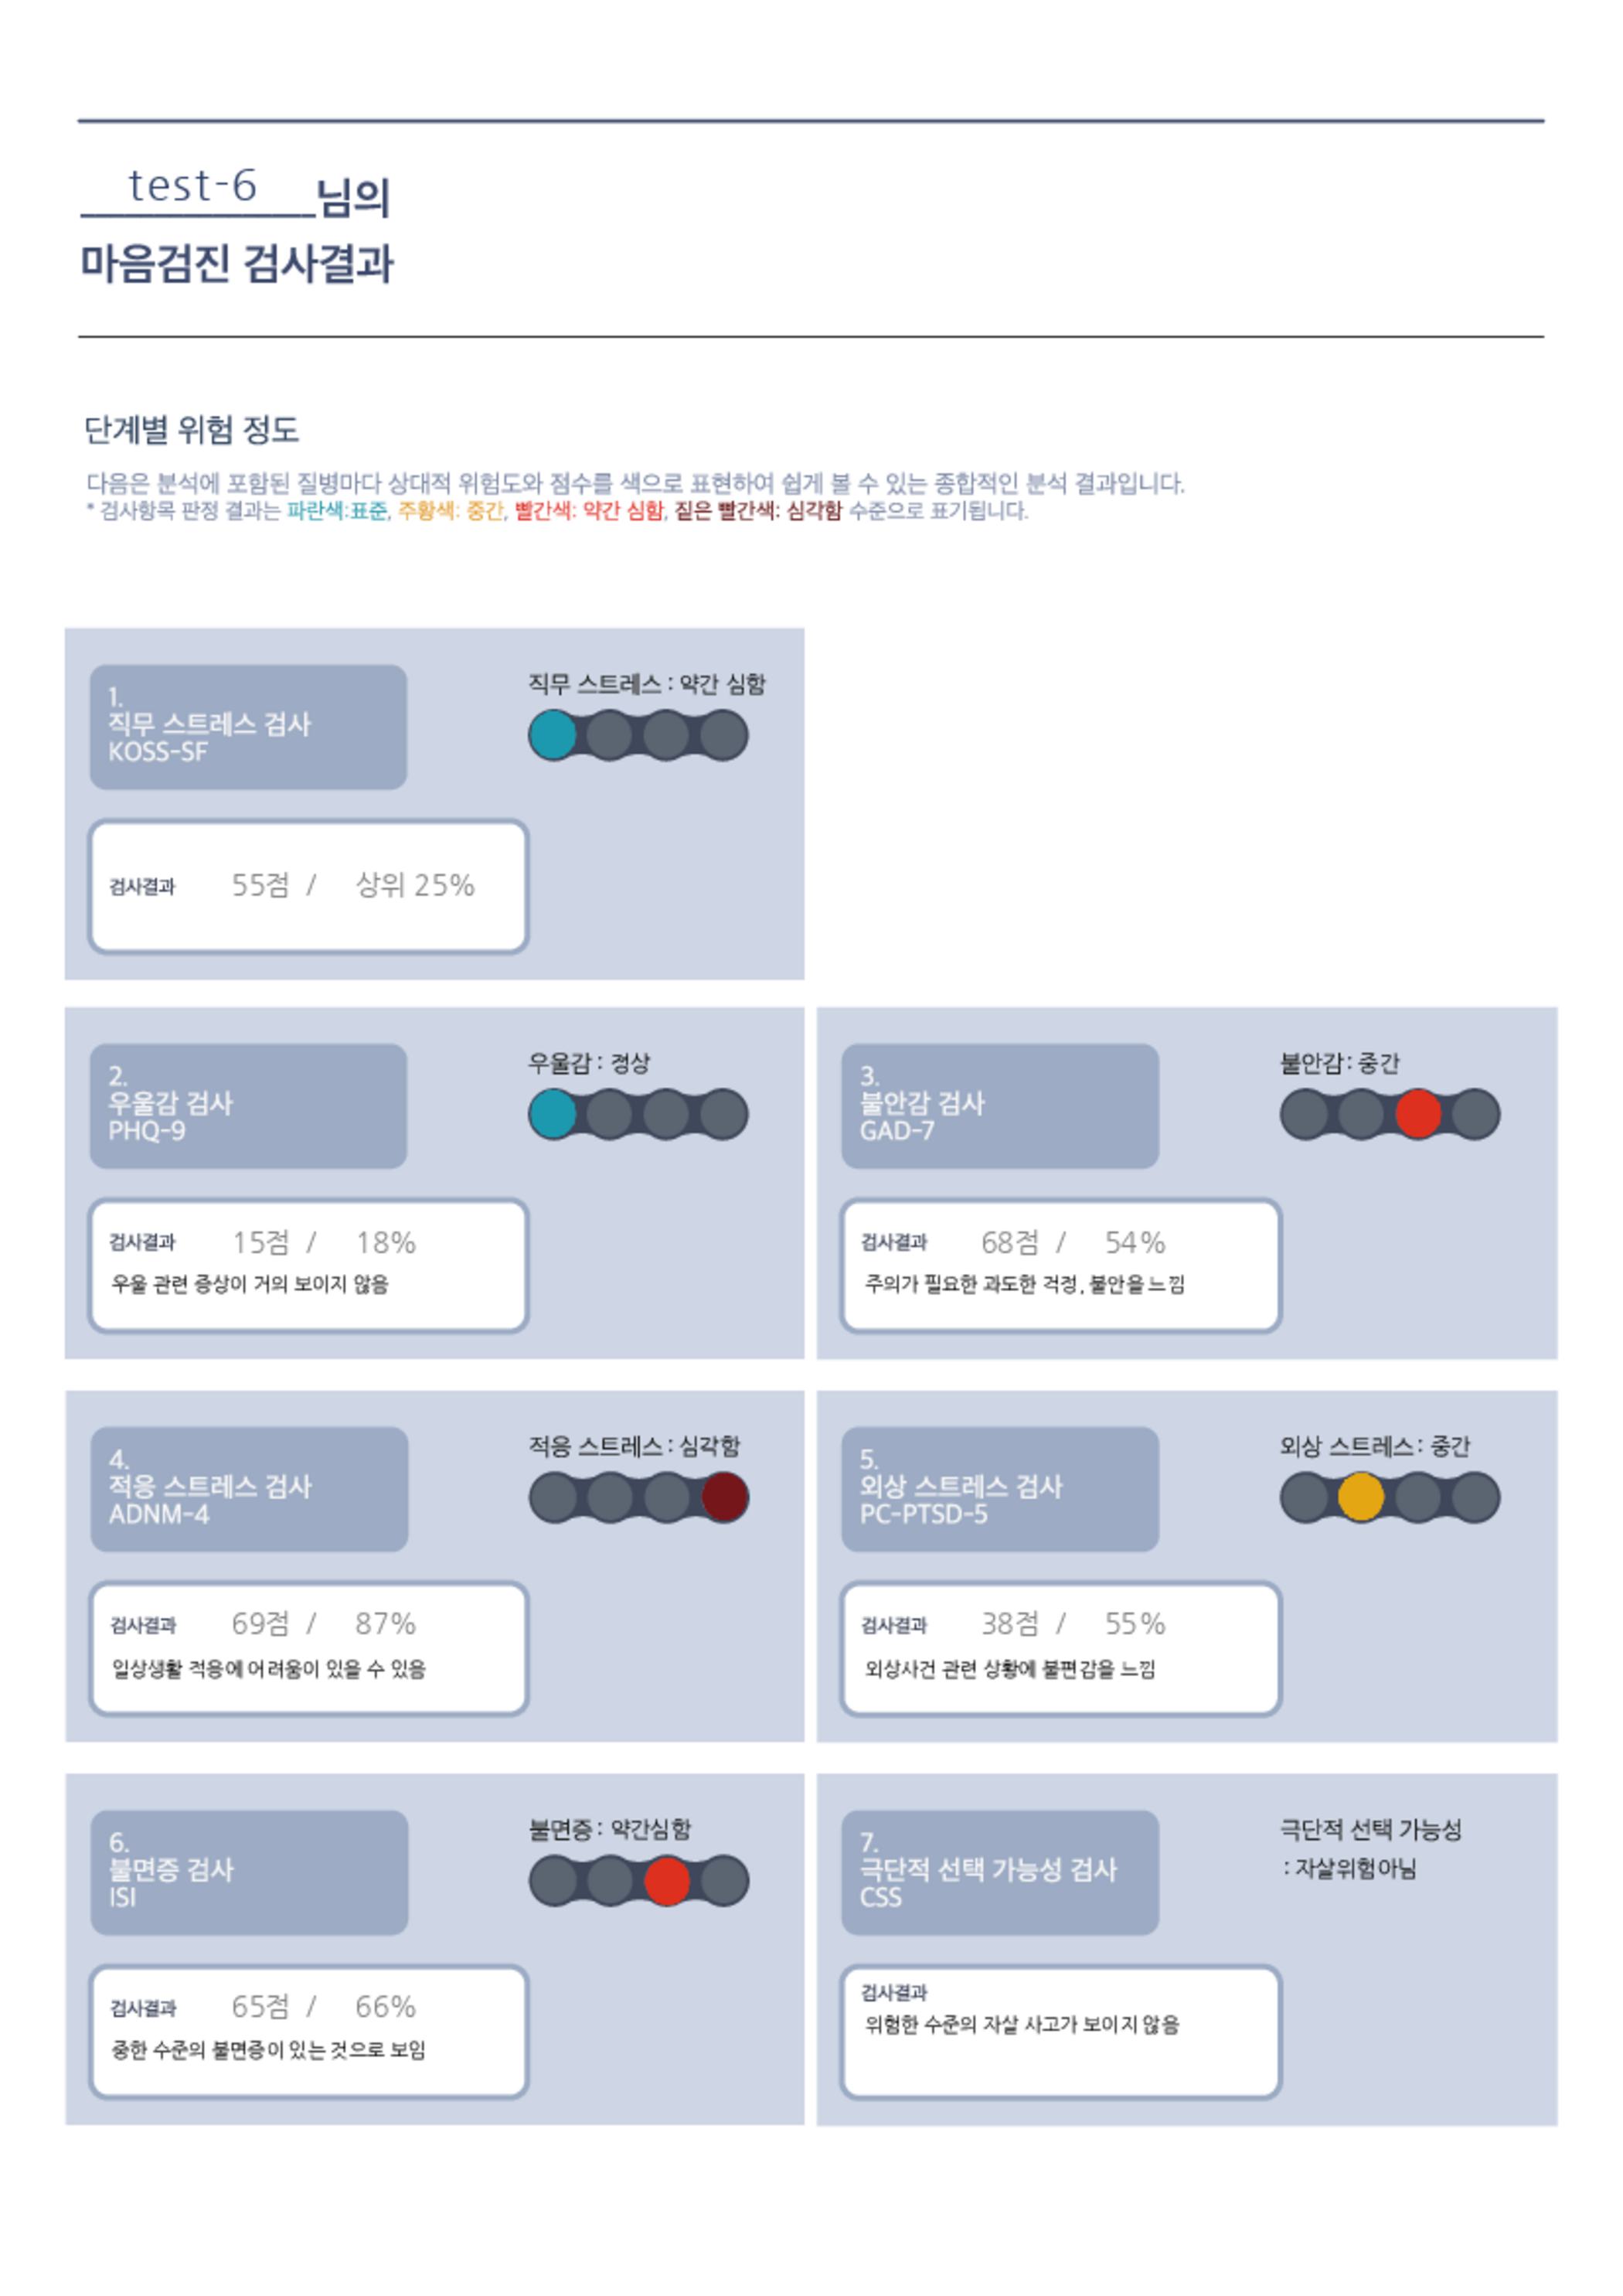 test-6 님의
마음검진 검사결과
단계별 위험 정도
다음은 분석에 포함된 질병마다 상대적 위험도와 점수를 색으로 표현하여 쉽게 볼 수 있는 종합적인 분석 결과입니다.
* 검사항목 판정 결과는 파란색:표준, 주황색: 중간, 빨간색: 약간 심함, 짙은 빨간색: 심각함 수준으로 표기됩니다.
1.
직무 스트레스 검사
KOSS-SF
직무 스트레스 : 약간 심함
검사결과 55점 / 상위 25%
2.
우울감 검사
PHQ-9
우울감 : 정상
검사결과 15점 / 18%
우울 관련 증상이 거의 보이지 않음
3.
불안감 검사
GAD-7
불안감 : 중간
검사결과 68점 / 54%
주의가 필요한 과도한 걱정, 불안을 느낌
4.
적응 스트레스 검사
ADNM-4
적응 스트레스 : 심각함
검사결과 69점 / 87%
일상생활 적응에 어려움이 있을 수 있음
5.
외상 스트레스 검사
PC-PTSD-5
외상 스트레스 : 중간
검사결과 38점 / 55%
외상사건 관련 상황에 불편감을 느낌
6.
불면증 검사
ISI
불면증 : 약간심함
검사결과 65점 / 66%
중한 수준의 불면증이 있는 것으로 보임
7.
극단적 선택 가능성 검사
CSS
극단적 선택 가능성
: 자살위험아님
검사결과
위험한 수준의 자살 사고가 보이지 않음